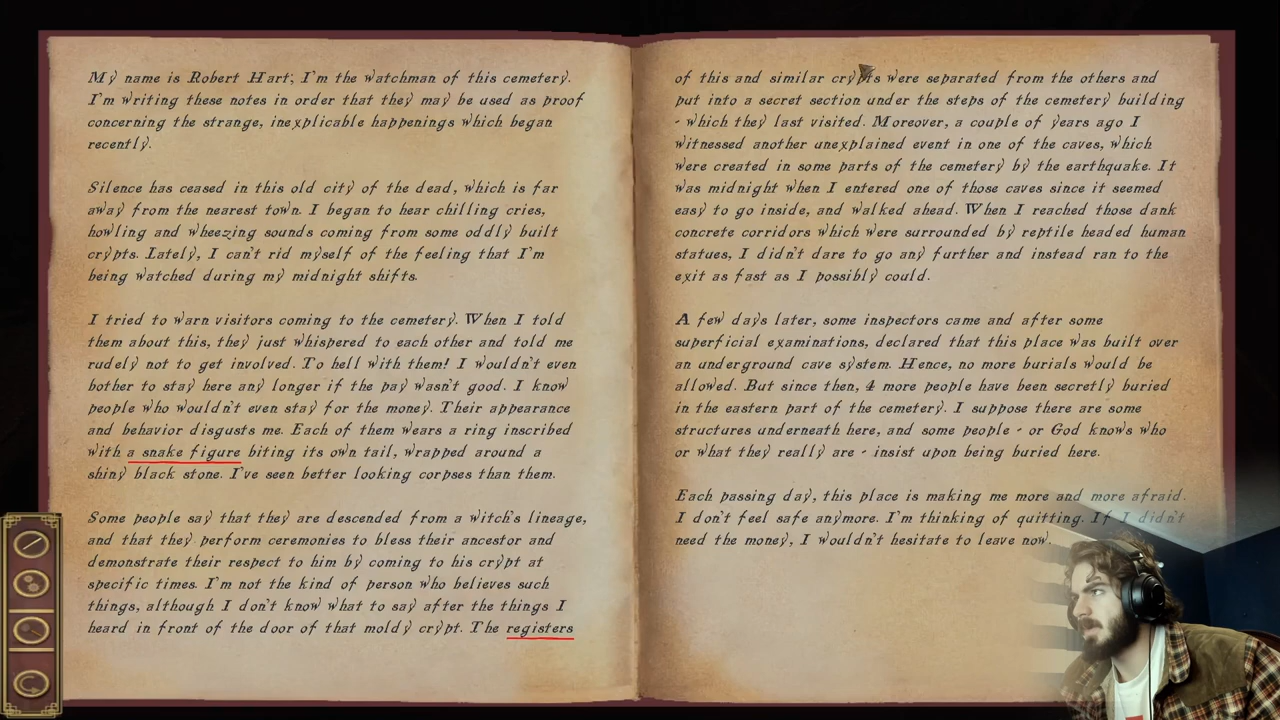 My name is Robert Hart, I'm the watchman of this cemetery.
I'm writing these notes in order that they may be used as proof
concerning the strange, inexplicable happenings which began
recently.
Silence has ceased in this old city of the dead, which is far
away from the nearest town. I began to hear chilling cries,
howling and wheezing sounds coming from some oddly built
crypts. Lately, I can't rid myself of the feeling that I'm
being watched during my midnight shifts.
I tried to warn visitors coming to the cemetery. When I told
them about this, they just whispered to each other and told me
rudely not to get involved. To hell with them! I wouldn't even
bother to stay here any longer if the pay wasn't good. I know
people who wouldn't even stay for the money. Their appearance
and behavior disgusts me. Each of them wears a ring inscribed
with a snake figure biting its own tail, wrapped around a
shiny black stone. I've seen better looking corpses than them.
Some people say that they are descended from a witch's lineage,
and that they perform ceremonies to bless their ancestor and
demonstrate their respect to him by coming to his crypt at
specific times. I'm not the kind of person who believes such
things, although I don't know what to say after the things I
heard in front of the door of that moldy crypt. The registers
of this and similar crypts were separated from the others and
put into a secret section under the steps of the cemetery building
- which they last visited. Moreover, a couple of years ago I
witnessed another unexplained event in one of the caves, which
were created in some parts of the cemetery by the earthquake. It
was midnight when I entered one of those caves since it seemed
easy to go inside, and walked ahead. When I reached those dank
concrete corridors which were surrounded by reptile headed human
statues, I didn't dare to go any further and instead ran to the
exit as fast as I possibly could.
A few days later, some inspectors came and after some
superficial examinations, declared that this place was built over
an underground cave system. Hence, no more burials would be
allowed. But since then, 4 more people have been secretly buried
in the eastern part of the cemetery. I suppose there are some
structures underneath here, and some people - or God knows who
or what they really are - insist upon being buried here.
Each passing day, this place is making me more and more afraid.
I don't feel safe anymore. I'm thinking of quitting. If I didn't
need the money, I wouldn't hesitate to leave now.